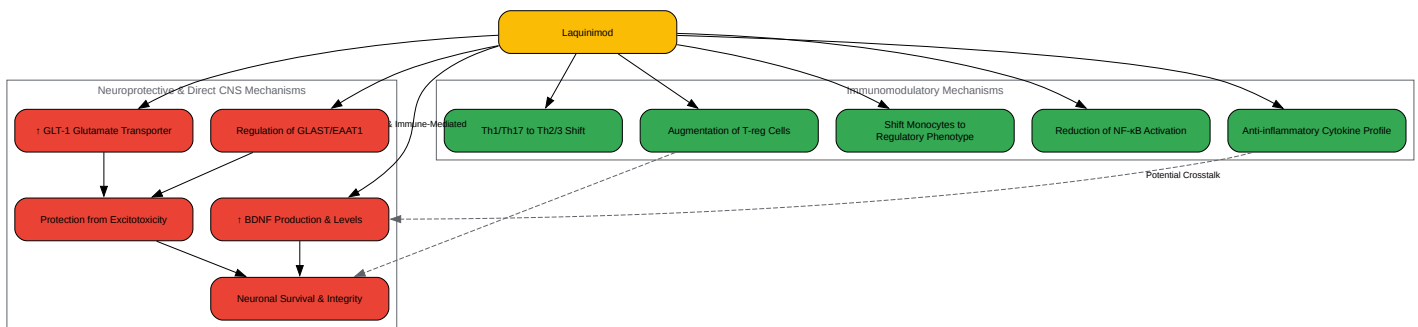 Laquinimod
Neuroprotective & Direct CNS Mechanisms
Immunomodulatory Mechanisms
↑ GLT-1 Glutamate Transporter
Regulation of GLAST/EAAT1
& Immune-Mediated
Th1/Th17 to Th2/3 Shift
Augmentation of T-reg Cells
Shift Monocytes to
Regulatory Phenotype
Reduction of NF-κB Activation
Anti-inflammatory Cytokine Profile
Potential Crosstalk
Protection from Excitotoxicity
↑ BDNF Production & Levels
Neuronal Survival & Integrity